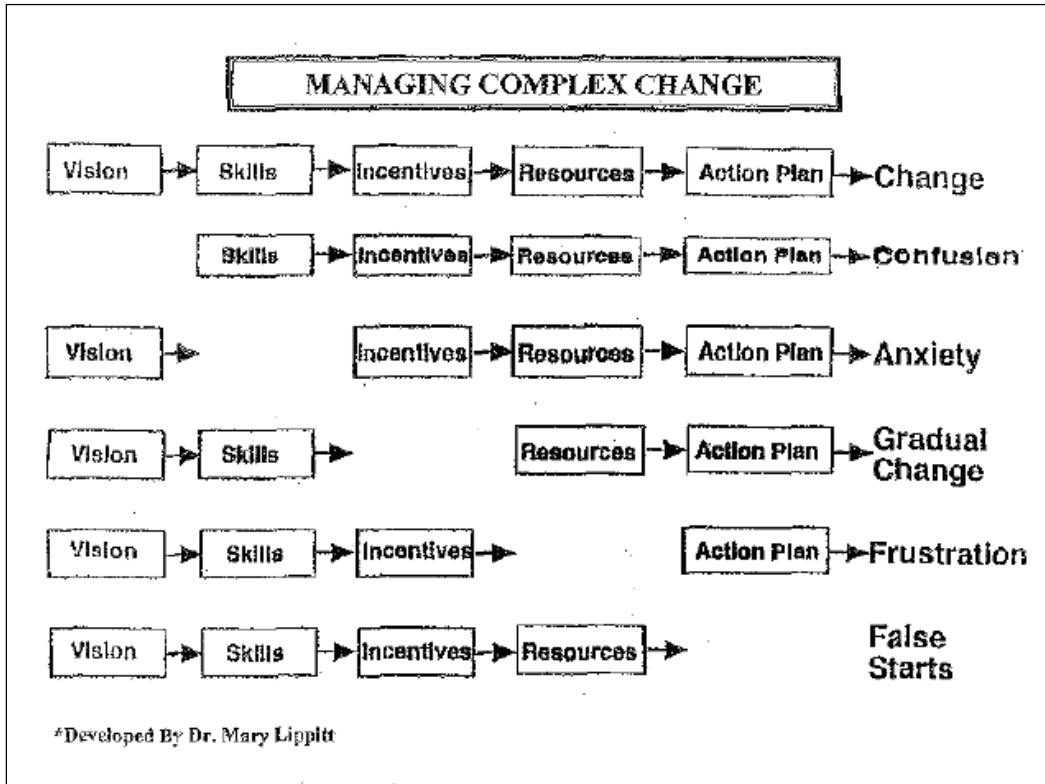 MANAGING COMPLEX CHANGE
Vision Skills Incentives Resources Action Plan Change
Skills Incentives Resources Action Plan Confusion
Vision Incentives Resources Action Plan Anxiety
Vision Skills Resources Action Plan Gradual
Change
Vision Skills Incentives Action Plan Frustration
Vision Skills Incentives Resources False
Starts
*Developed By Dr. Mary Lippitt